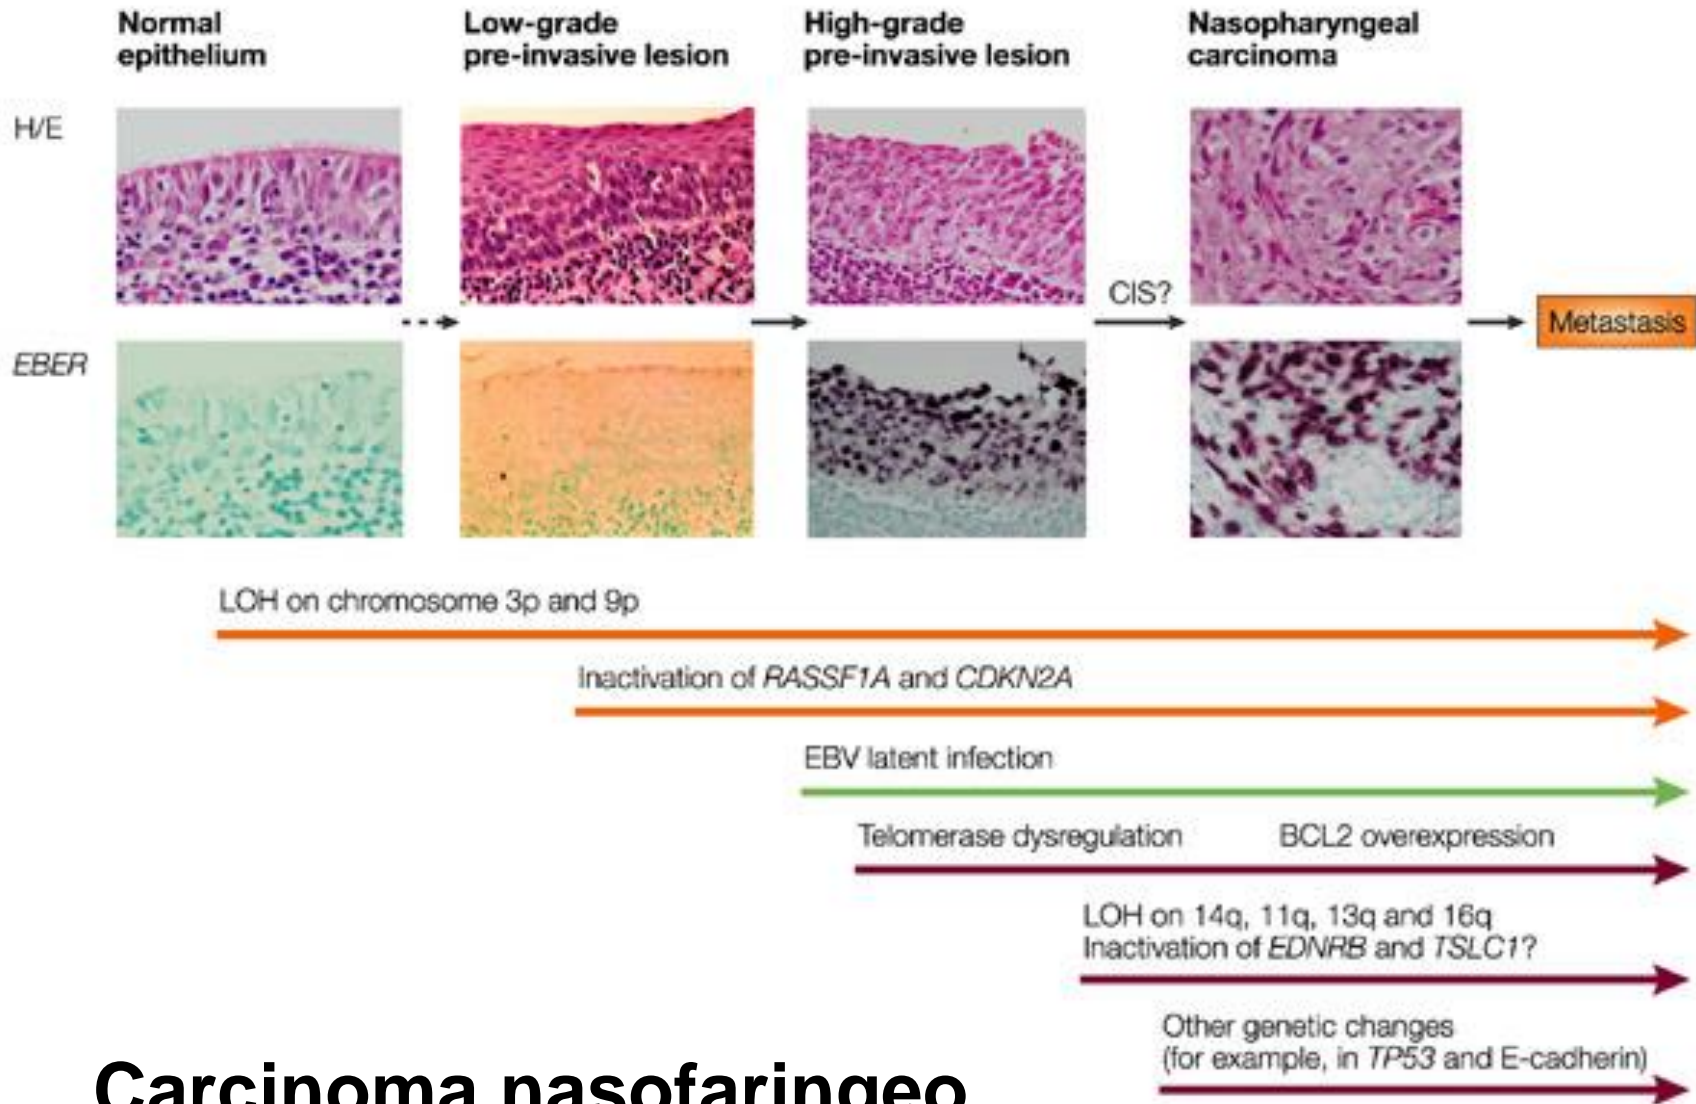 Normal
epithelium
Low-grade
pre-invasive lesion
High-grade
pre-invasive lesion
Nasopharyngeal
carcinoma
H/E
CIS?
Metastasis
EBER
LOH on chromosome 3p and 9p
Inactivation of RASSF1A and CDKN2A
EBV latent infection
Telomerase dysregulation
BCL2 overexpression
LOH on 14q, 11q, 13q and 16q
Inactivation of EDNRB and TSLC1?
Other genetic changes
(for example, in TP53 and E-cadherin)
Carcinoma nasofaringeo